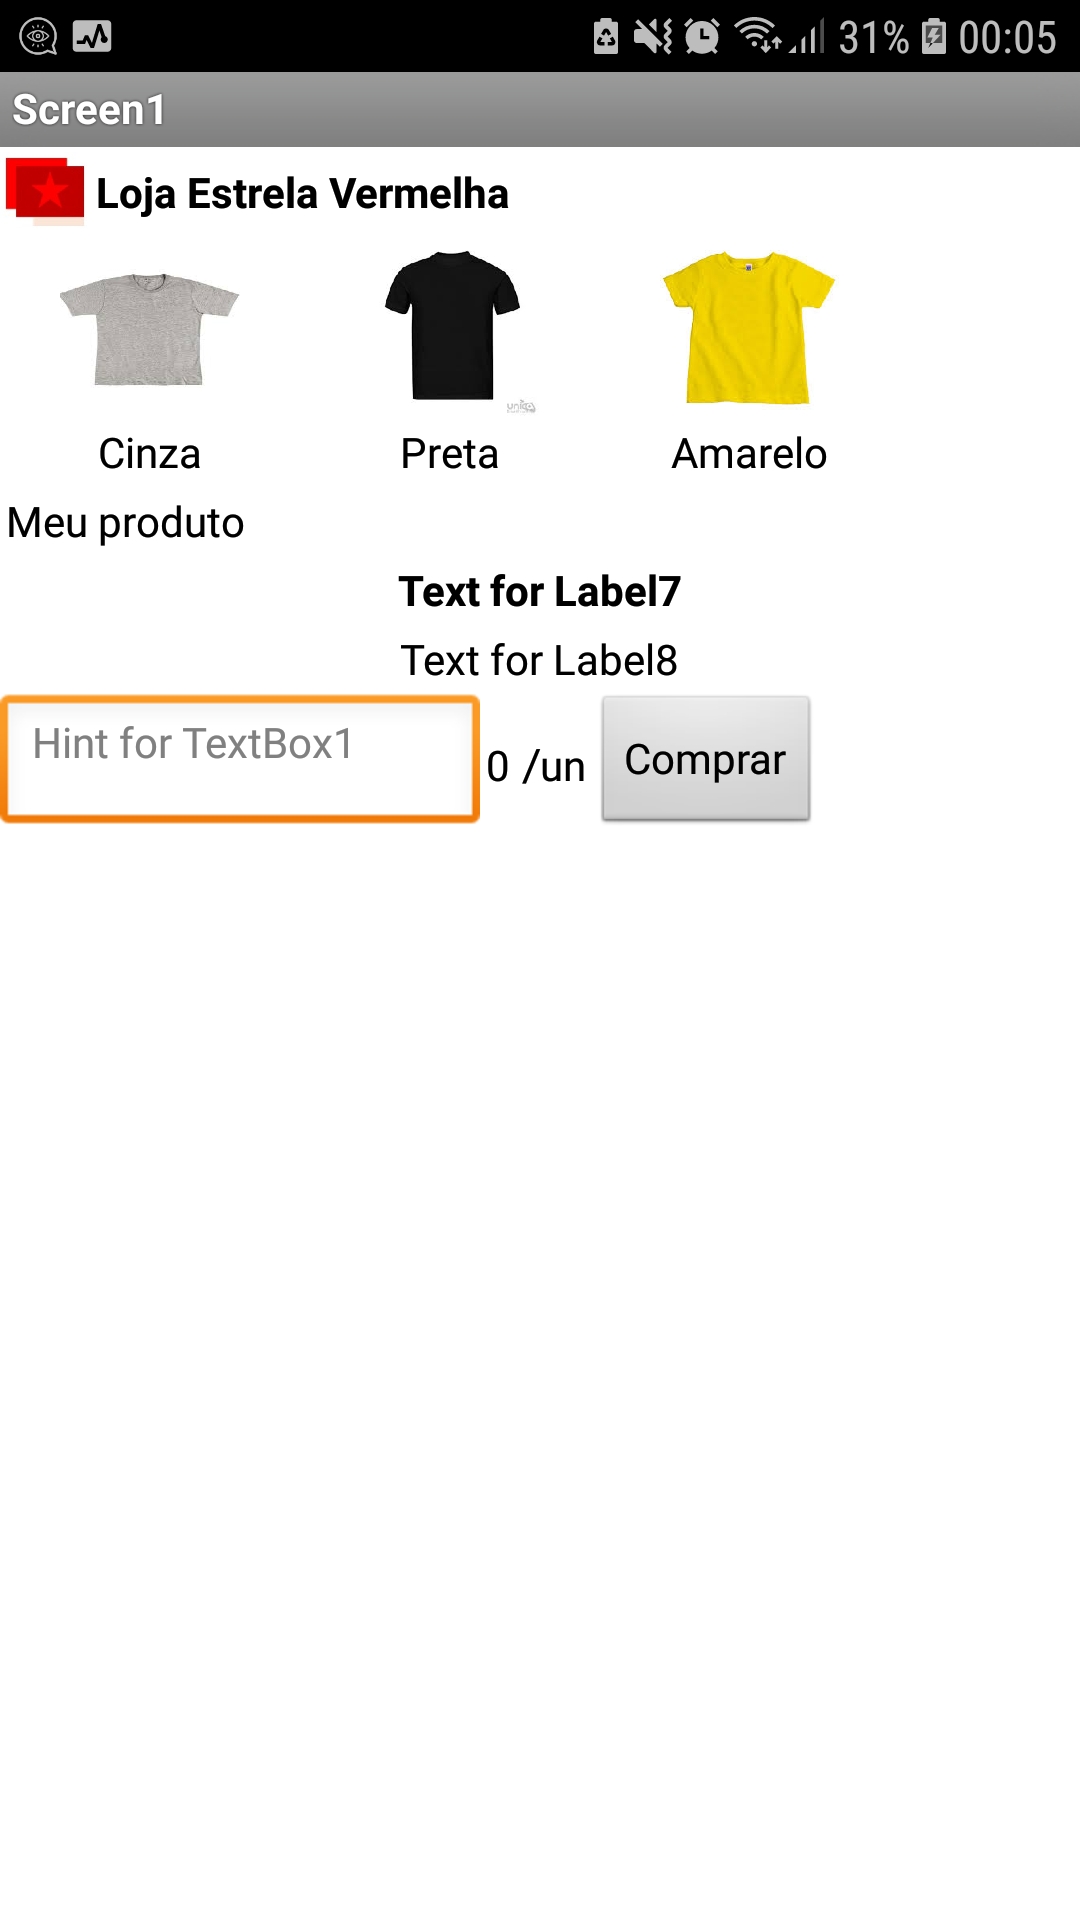 31% 00:05
Screen1
Loja Estrela Vermelha
Cinza Preta Amarelo
Meu produto
Text for Label7
Text for Label8
Hint for TextBox1 0 /un Comprar